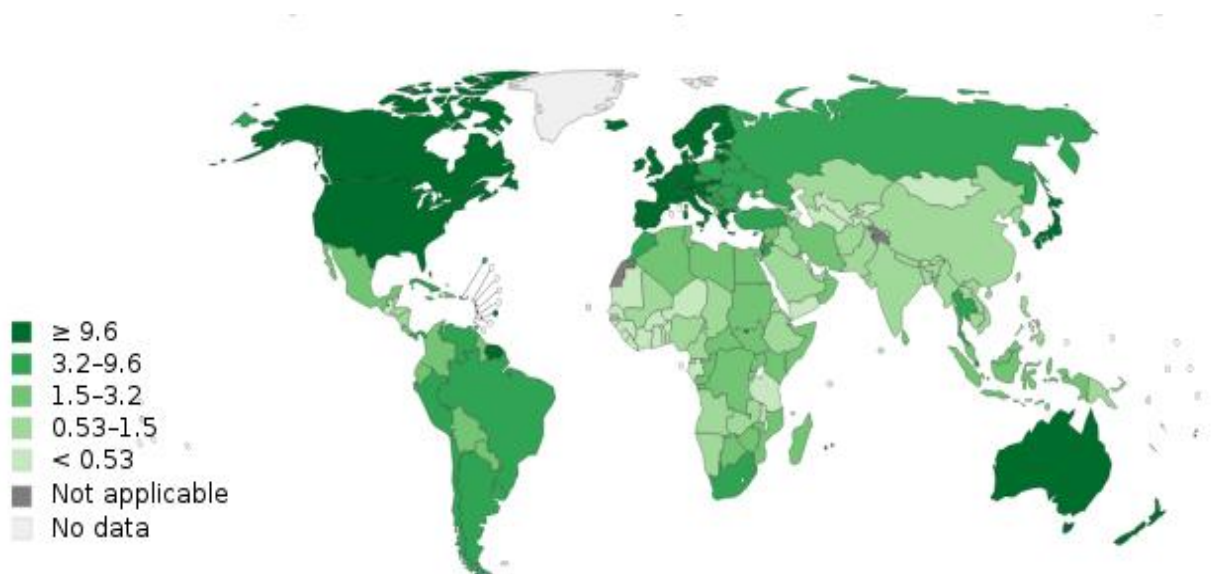 ≥ 9.6
3.2–9.6
1.5–3.2
0.53–1.5
< 0.53
Not applicable
No data